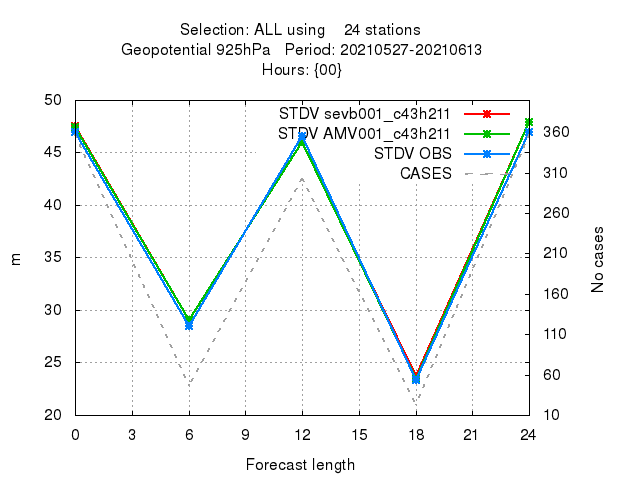 Selection: ALL using    24 stations
Geopotential 925hPa   Period: 20210527-20210613
Hours: {00}
STDV sevb001_c43h211
STDV AMV001_c43h211
STDV OBS
CASES
50
45
40
35
30
25
20
m
360
310
260
210
160
110
60
10
No cases
0 3 6 9 12 15 18 21 24
Forecast length